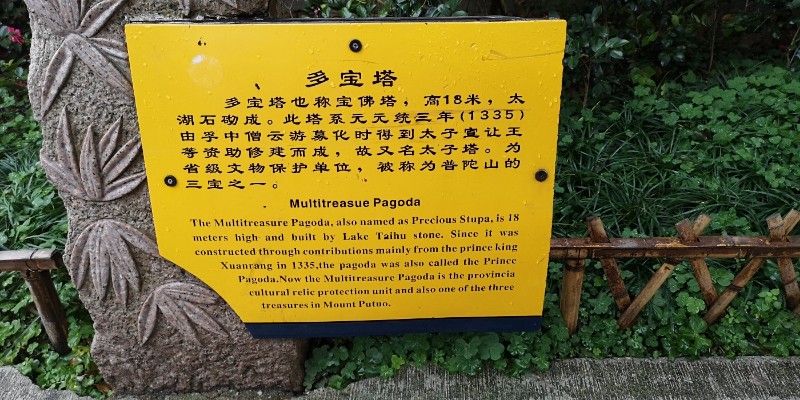 多宝塔
多宝塔也称宝佛塔，高18米，太
湖石砌成。此塔系元元统三年(1335)
由孚中僧云游募化时得到太子宣让王
等资助修建而成，故又名太子塔。为
省级文物保护单位，被称为普陀山的
三宝之一。
Multitreasue Pagoda
The Multitreasure Pagoda, also named as Precious Stupa, is 18
meters high and built by Lake Taihu stone. Since it was
constructed through contributions mainly from the prince king
Xuanrang in 1335,the pagoda was also called the Prince
Pagoda.Now the Multitreasure Pagoda is the provincia
cultural relic protection unit and also one of the three
treasures in Mount Putuo.